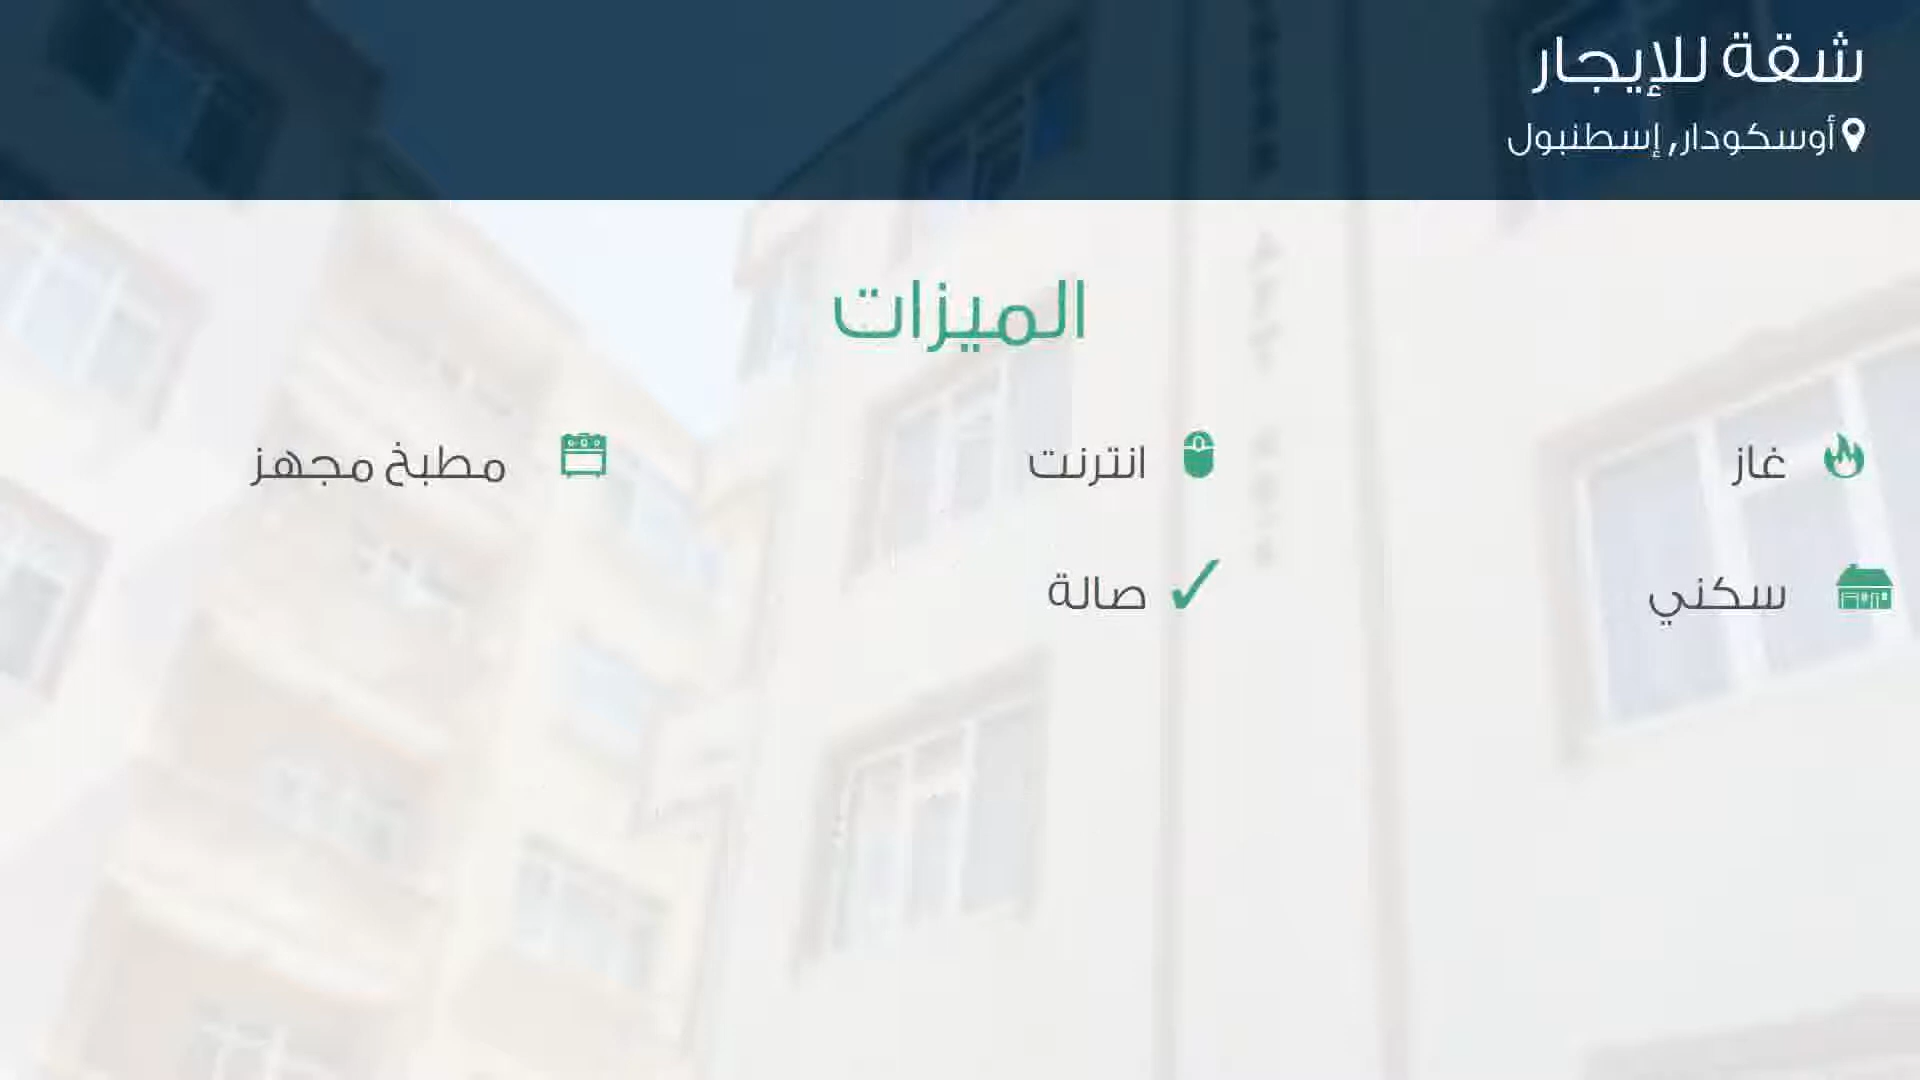 شقة للإيجار
أوسكودار, إسطنبول
الميزات
غاز
انترنت
مطبخ مجهز
سكني
صالة